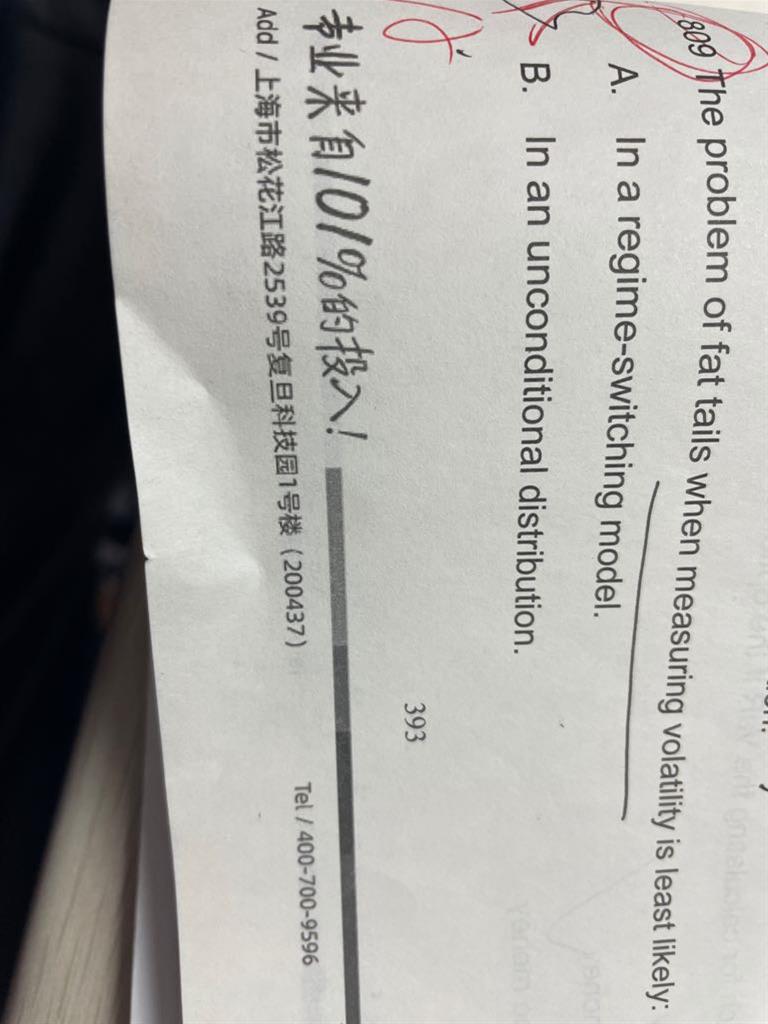 809 The problem of fat tails when measuring volatility is least likely:
A. In a regime-switching model.
B. In an unconditional distribution.
393
专业来自101%的投入!
Add / 上海市松花江路2539号复旦科技园1号楼 (200437) Tel / 400-700-9596